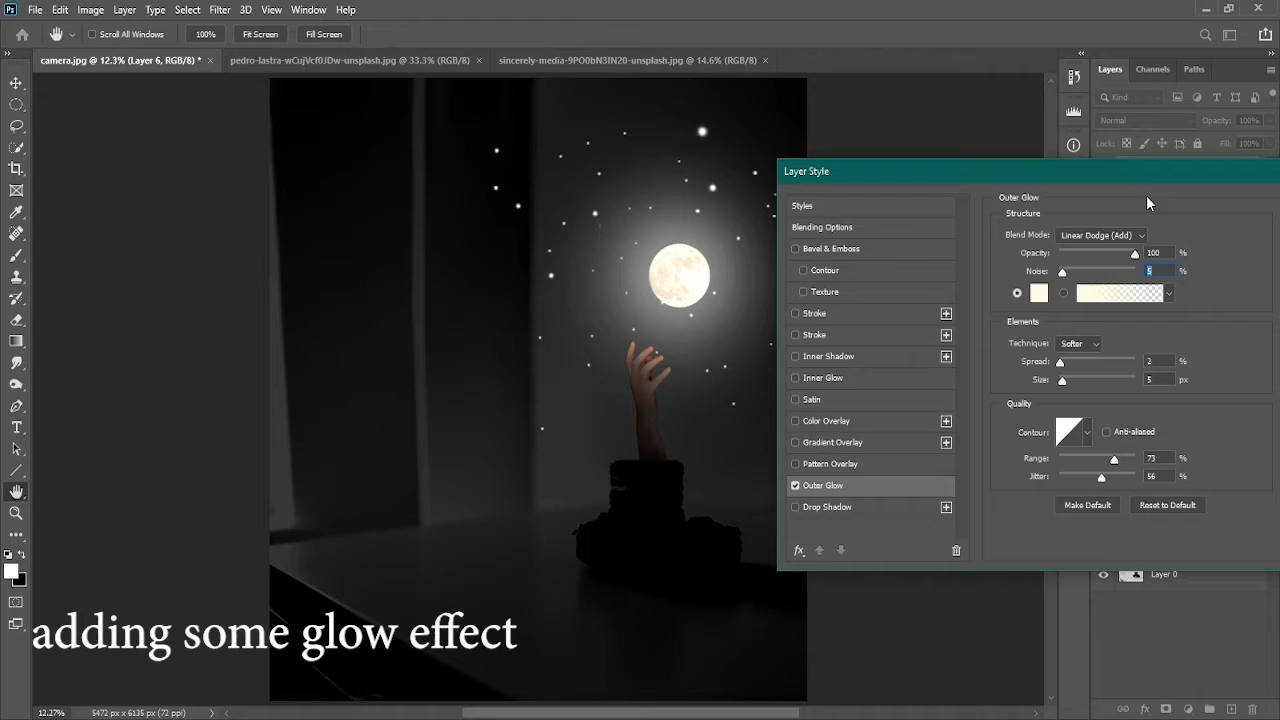 Ps File Edit Image Layer Type Select Filter 3D View Window Help
Scroll All Windows 100% Fit Screen Fill Screen
camera.jpg @ 12.3% (Layer 6, RGB/8) * × pedro-lastra-wCujVcf0JDw-unsplash.jpg @ 33.3% (RGB/8) × sincerely-media-9PO0bN3IN20-unsplash.jpg @ 14.6% (RGB/8) ×
Layers Channels Paths
Kind
Normal Opacity: 100%
Lock: Fill: 100%
Layer Style
Styles
Blending Options
Bevel & Emboss
Contour
Texture
Stroke
Stroke
Inner Shadow
Inner Glow
Satin
Color Overlay
Gradient Overlay
Pattern Overlay
Outer Glow
Drop Shadow
fx
Outer Glow
Structure
Blend Mode: Linear Dodge (Add)
Opacity: 100 %
Noise: 5 %
Elements
Technique: Softer
Spread: 2 %
Size: 5 px
Quality
Contour: Anti-aliased
Range: 73 %
Jitter: 56 %
Make Default Reset to Default
Layer 0
adding some glow effect
12.27% 5472 px x 6135 px (72 ppi)
fx